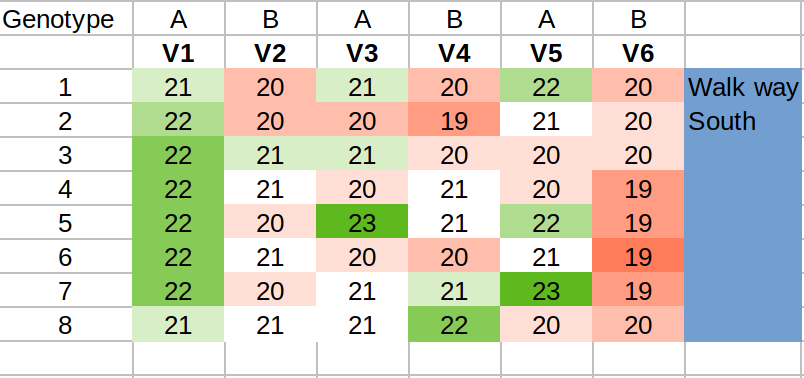 Genotype A B A B A B
V1 V2 V3 V4 V5 V6
1 21 20 21 20 22 20 Walk way
2 22 20 20 19 21 20 South
3 22 21 21 20 20 20
4 22 21 20 21 20 19
5 22 20 23 21 22 19
6 22 21 20 20 21 19
7 22 20 21 21 23 19
8 21 21 21 22 20 20